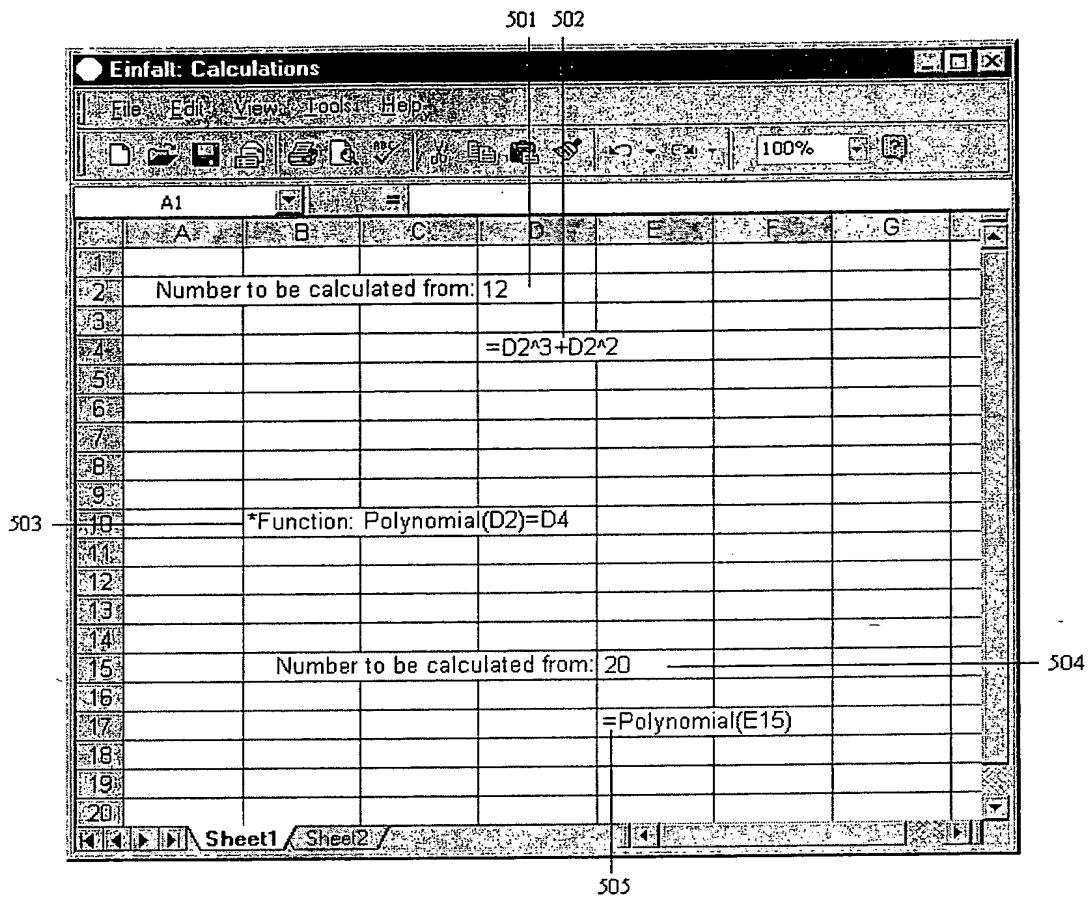 501 502
Einfalt: Calculations
File Edit View Tools Help
100%
A1 =
A B C D E F G
1
2 Number to be calculated from: 12
3
4 =D2^3+D2^2
5
6
7
8
9
503 10 *Function: Polynomial(D2)=D4
11
12
13
14
15 Number to be calculated from: 20 504
16
17 =Polynomial(E15)
18
19
20
Sheet1 Sheet2
505